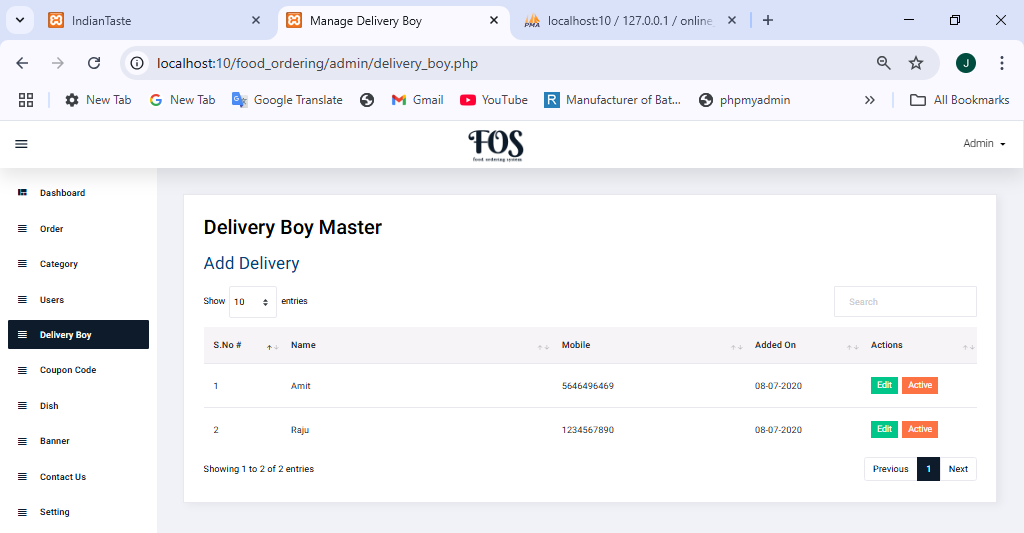 IndianTaste
Manage Delivery Boy
localhost:10 / 127.0.0.1 / online
localhost:10/food_ordering/admin/delivery_boy.php
J
New Tab
New Tab
Google Translate
Gmail
YouTube
R Manufacturer of Bat...
phpmyadmin
All Bookmarks
FOS
food ordering system
Admin
Dashboard
Order
Category
Users
Delivery Boy
Coupon Code
Dish
Banner
Contact Us
Setting
Delivery Boy Master
Add Delivery
Show 10 entries
Search
S.No # Name Mobile Added On Actions
1 Amit 5646496469 08-07-2020 Edit Active
2 Raju 1234567890 08-07-2020 Edit Active
Showing 1 to 2 of 2 entries
Previous 1 Next